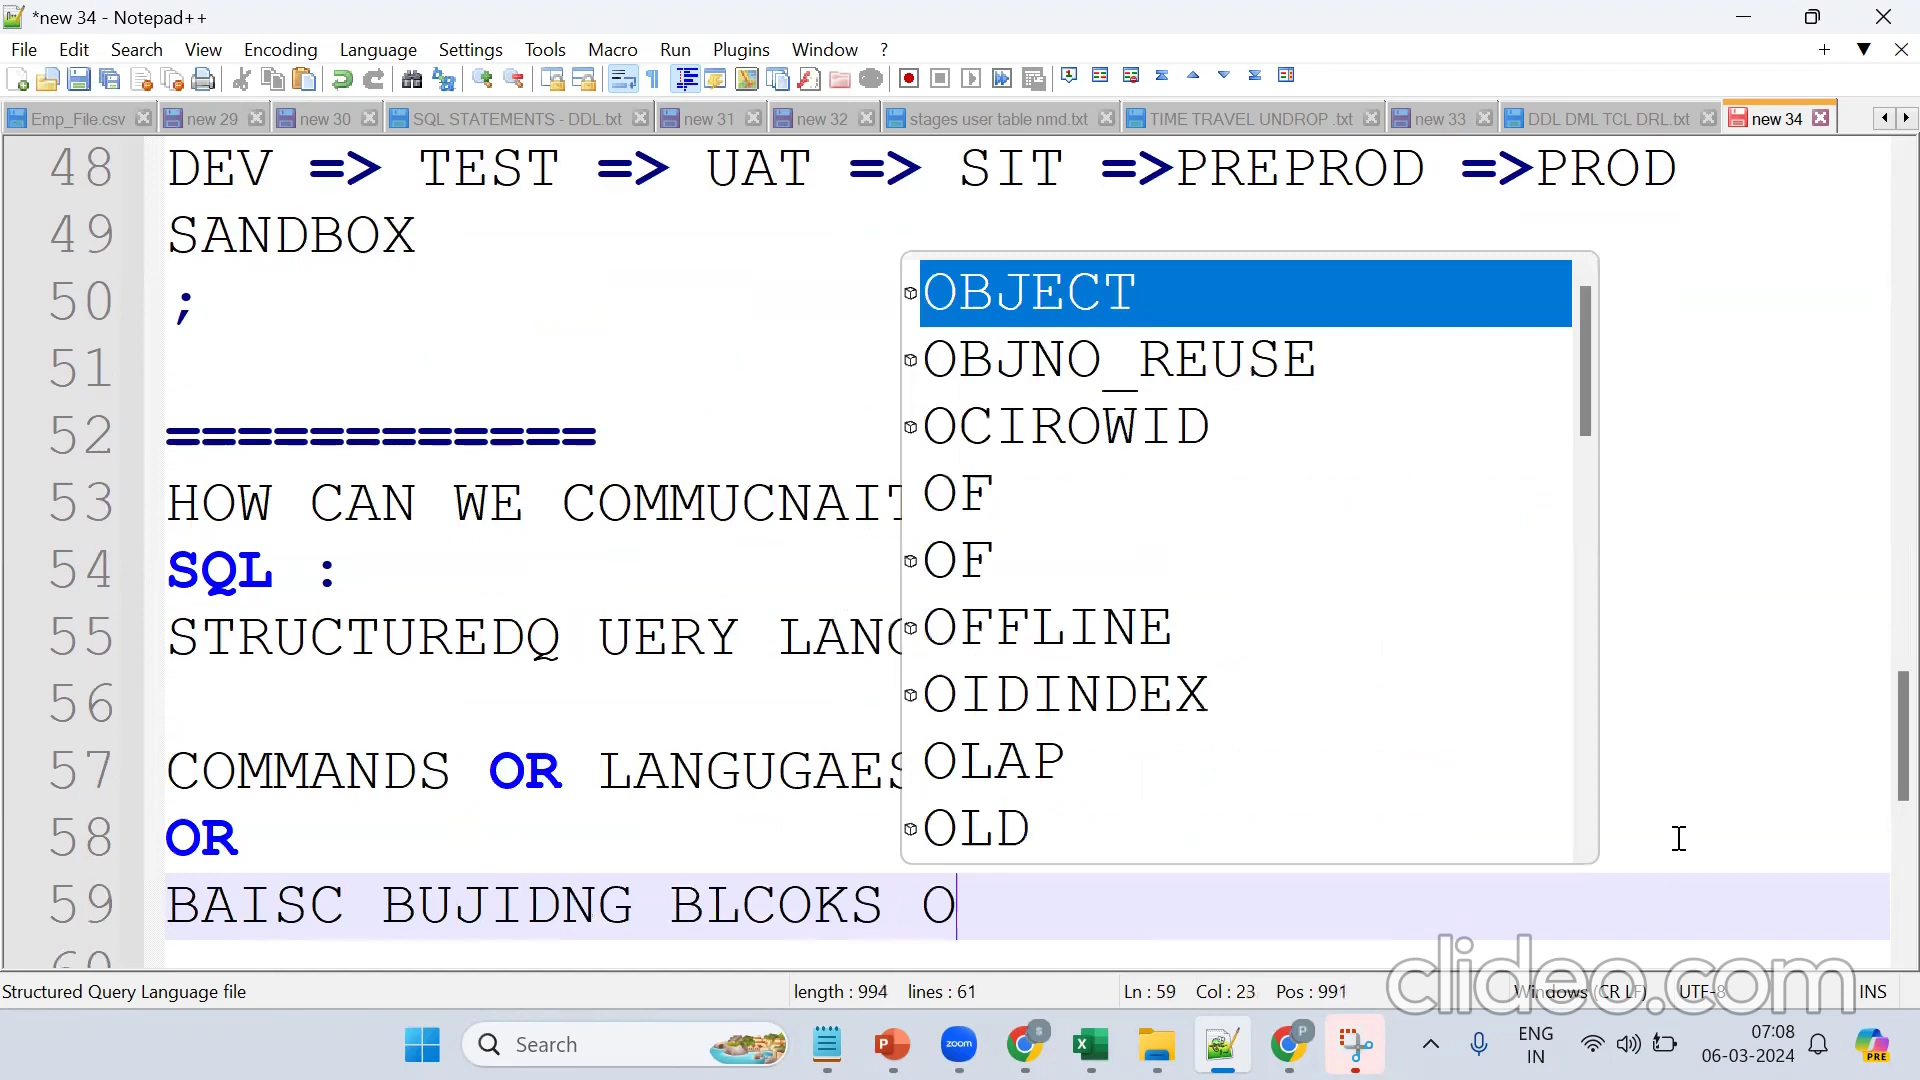 *new 34 - Notepad++
File Edit Search View Encoding Language Settings Tools Macro Run Plugins Window ?
Emp_File.csv new 29 new 30 SQL STATEMENTS - DDL.txt new 31 new 32 stages user table nmd.txt TIME TRAVEL UNDROP .txt new 33 DDL DML TCL DRL.txt new 34
48 DEV => TEST => UAT => SIT =>PREPROD =>PROD
49 SANDBOX
50 ;
51
52 ============
53 HOW CAN WE COMMUCNAIT
54 SQL :
55 STRUCTUREDQ UERY LANG
56
57 COMMANDS OR LANGUGAES
58 OR
59 BAISC BUJIDNG BLCOKS O
60
OBJECT
OBJNO_REUSE
OCIROWID
OF
OF
OFFLINE
OIDINDEX
OLAP
OLD
clideo.com
Structured Query Language file length : 994 lines : 61 Ln : 59 Col : 23 Pos : 991 Windows (CR LF) UTF-8 INS
Search
zoom
ENG
IN
07:08
06-03-2024
PRE